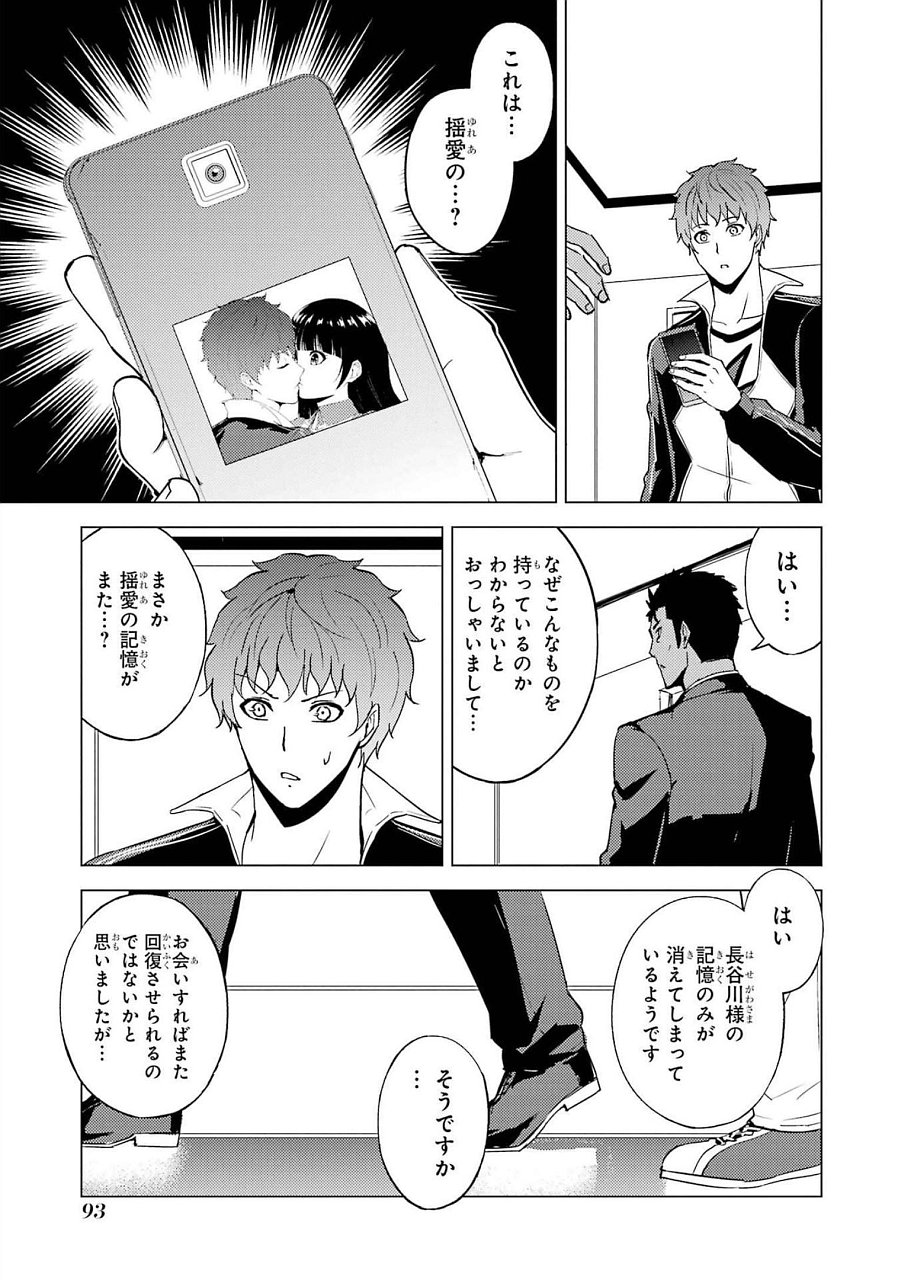 これは…
揺愛の…?
はい…
なぜこんなものを
持っているのか
わからないと
おっしゃいまして…
まさか
揺愛の記憶が
また…?
はい
長谷川様の
記憶のみが
消えてしまって
いるようです
そうですか
…
お会いすればまた
回復させられるの
ではないかと
思いましたが…
93